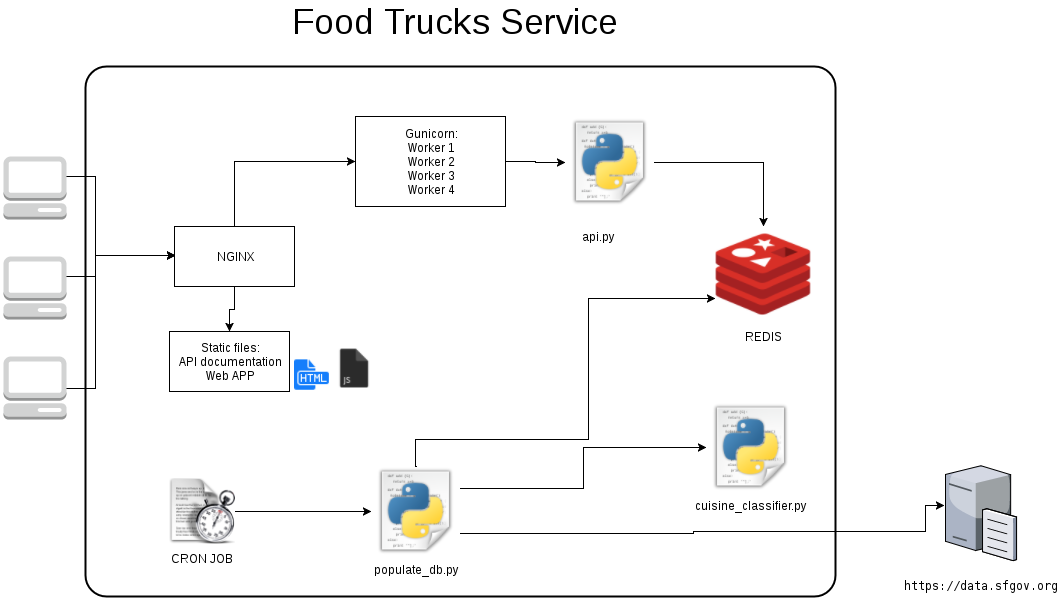 Food Trucks Service
Gunicorn:
Worker 1
Worker 2
Worker 3
Worker 4
api.py
NGINX
REDIS
Static files:
API documentation
Web APP
HTML
JS
cuisine_classifier.py
CRON JOB
populate_db.py
https://data.sfgov.org